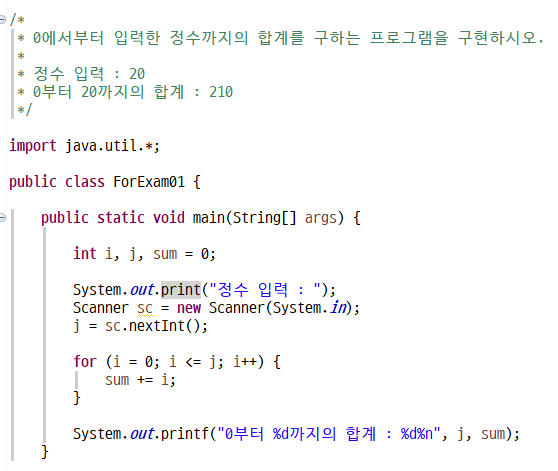 /*
* 0에서부터 입력한 정수까지의 합계를 구하는 프로그램을 구현하시오.
*
* 정수 입력 : 20
* 0부터 20까지의 합계 : 210
*/
import java.util.*;
public class ForExam01 {
public static void main(String[] args) {
int i, j, sum = 0;
System.out.print("정수 입력 : ");
Scanner sc = new Scanner(System.in);
j = sc.nextInt();
for (i = 0; i <= j; i++) {
sum += i;
}
System.out.printf("0부터 %d까지의 합계 : %d%n", j, sum);
}